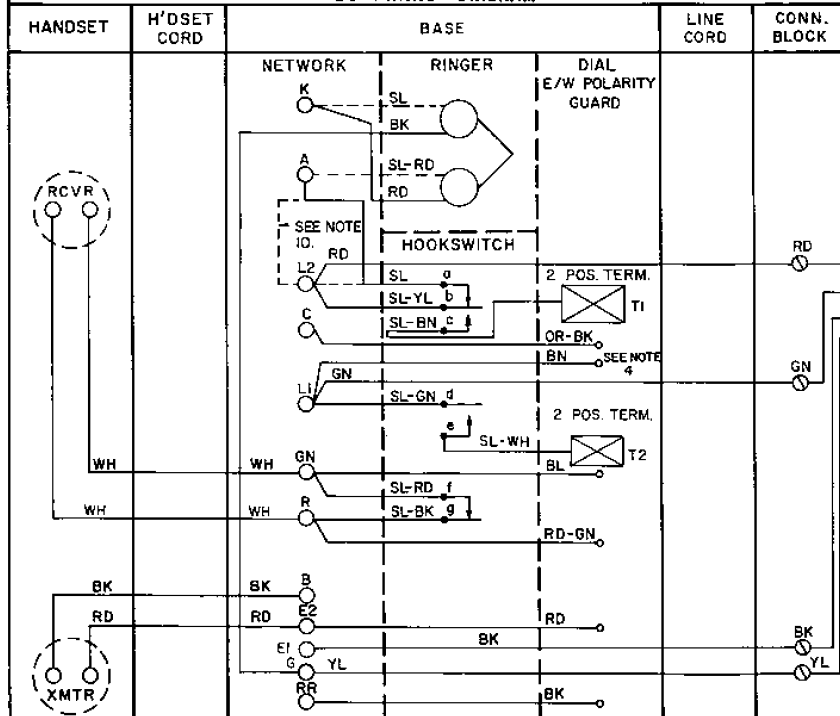 HANDSET
H'DSET CORD
BASE
LINE CORD
CONN. BLOCK
NETWORK
RINGER
DIAL
E/W POLARITY
GUARD
K
SL
BK
A
SL-RD
RD
RCVR
SEE NOTE
10.
HOOKSWITCH
RD
RD
L2
SL
a
2 POS. TERM.
SL-YL
b
T1
C
SL-BN
c
OR-BK
BN
SEE NOTE
4
GN
GN
L1
SL-GN
d
2 POS. TERM.
e
SL-WH
T2
WH
WH
GN
BL
SL-RD
f
R
WH
WH
SL-BK
g
RD-GN
BK
BK
B
RD
RD
E2
RD
E1
BK
BK
G
YL
YL
XMTR
RR
BK